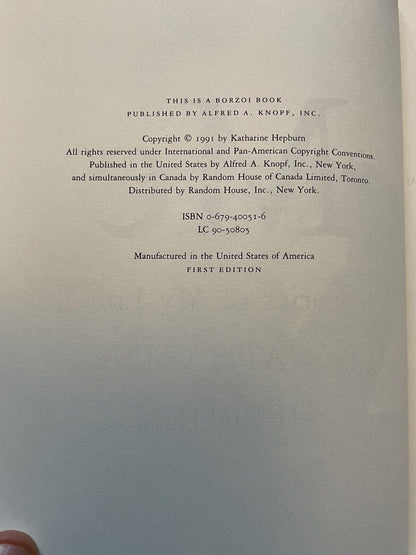 THIS IS A BORZOI BOOK
PUBLISHED BY ALFRED A. KNOPF, INC.
Copyright © 1991 by Katharine Hepburn
All rights reserved under International and Pan-American Copyright Conventions.
Published in the United States by Alfred A. Knopf, Inc., New York,
and simultaneously in Canada by Random House of Canada Limited, Toronto.
Distributed by Random House, Inc., New York.
ISBN 0-679-40051-6
LC 90-50805
Manufactured in the United States of America
FIRST EDITION